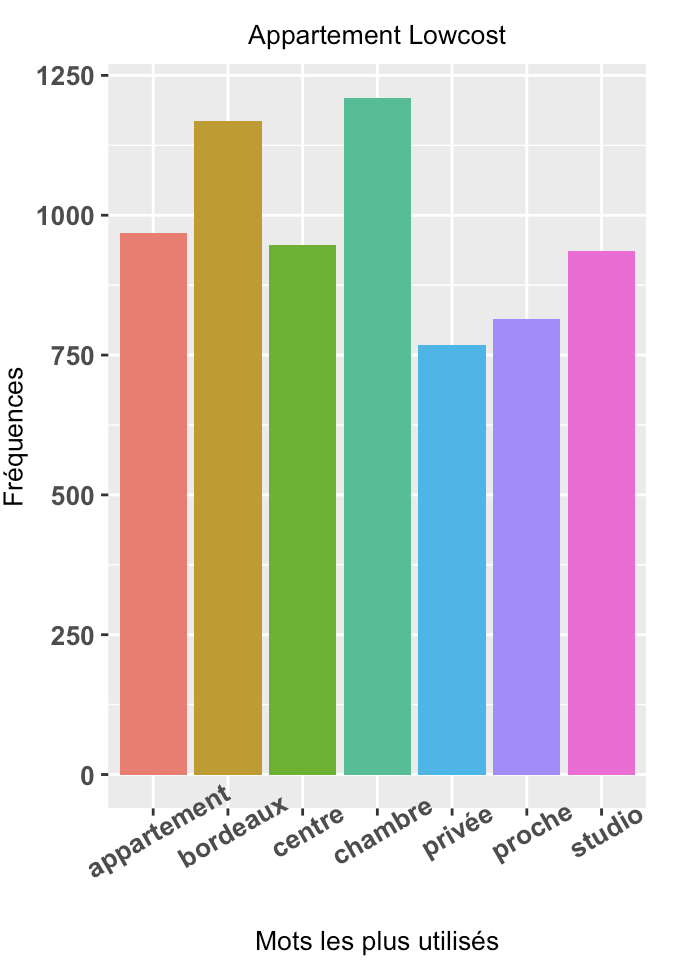 Appartement Lowcost
Fréquences
1250
1000
750
500
250
0
appartement
bordeaux
centre
chambre
privée
proche
studio
Mots les plus utilisés